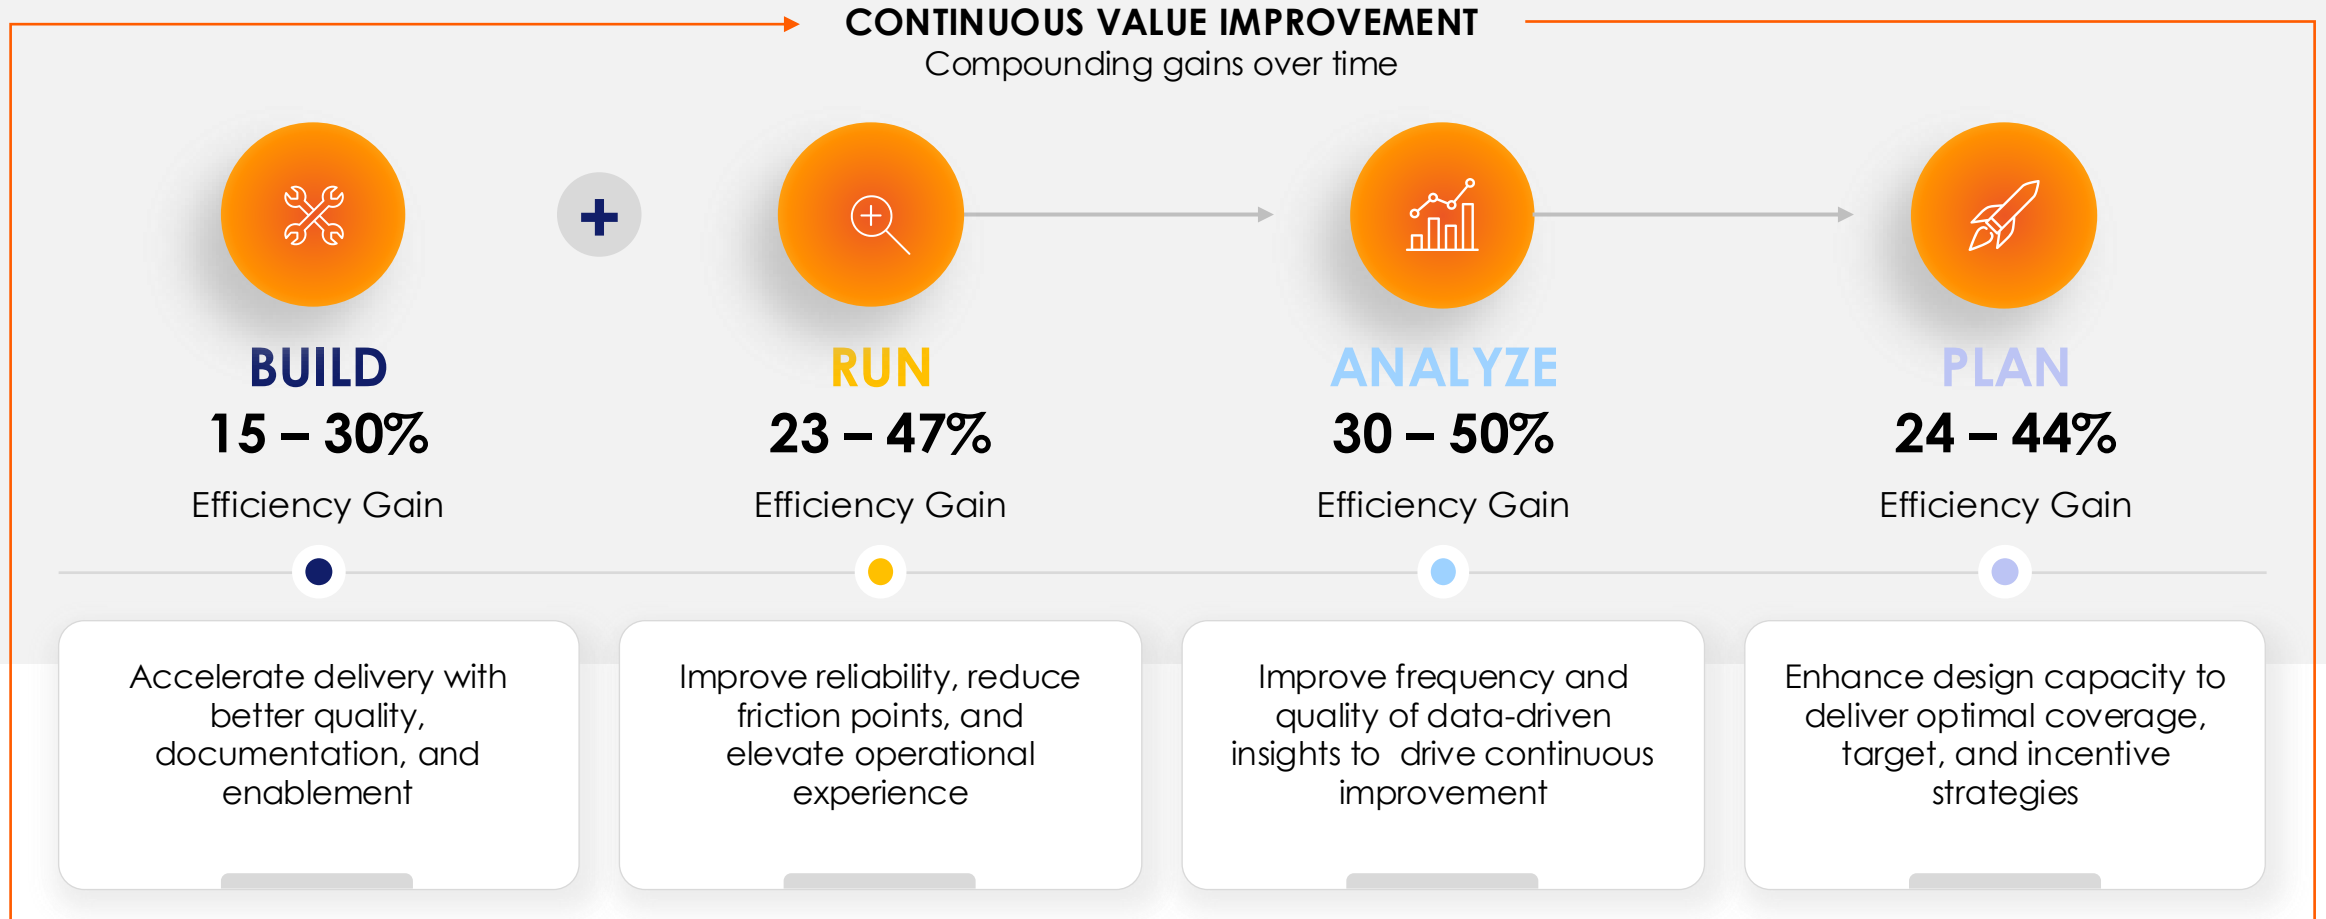 CONTINUOUS VALUE IMPROVEMENT
Compounding gains over time
+
BUILD
15 – 30%
Efficiency Gain
Accelerate delivery with
better quality,
documentation, and
enablement
RUN
23 – 47%
Efficiency Gain
Improve reliability, reduce
friction points, and
elevate operational
experience
ANALYZE
30 – 50%
Efficiency Gain
Improve frequency and
quality of data-driven
insights to  drive continuous
improvement
PLAN
24 – 44%
Efficiency Gain
Enhance design capacity to
deliver optimal coverage,
target, and incentive
strategies